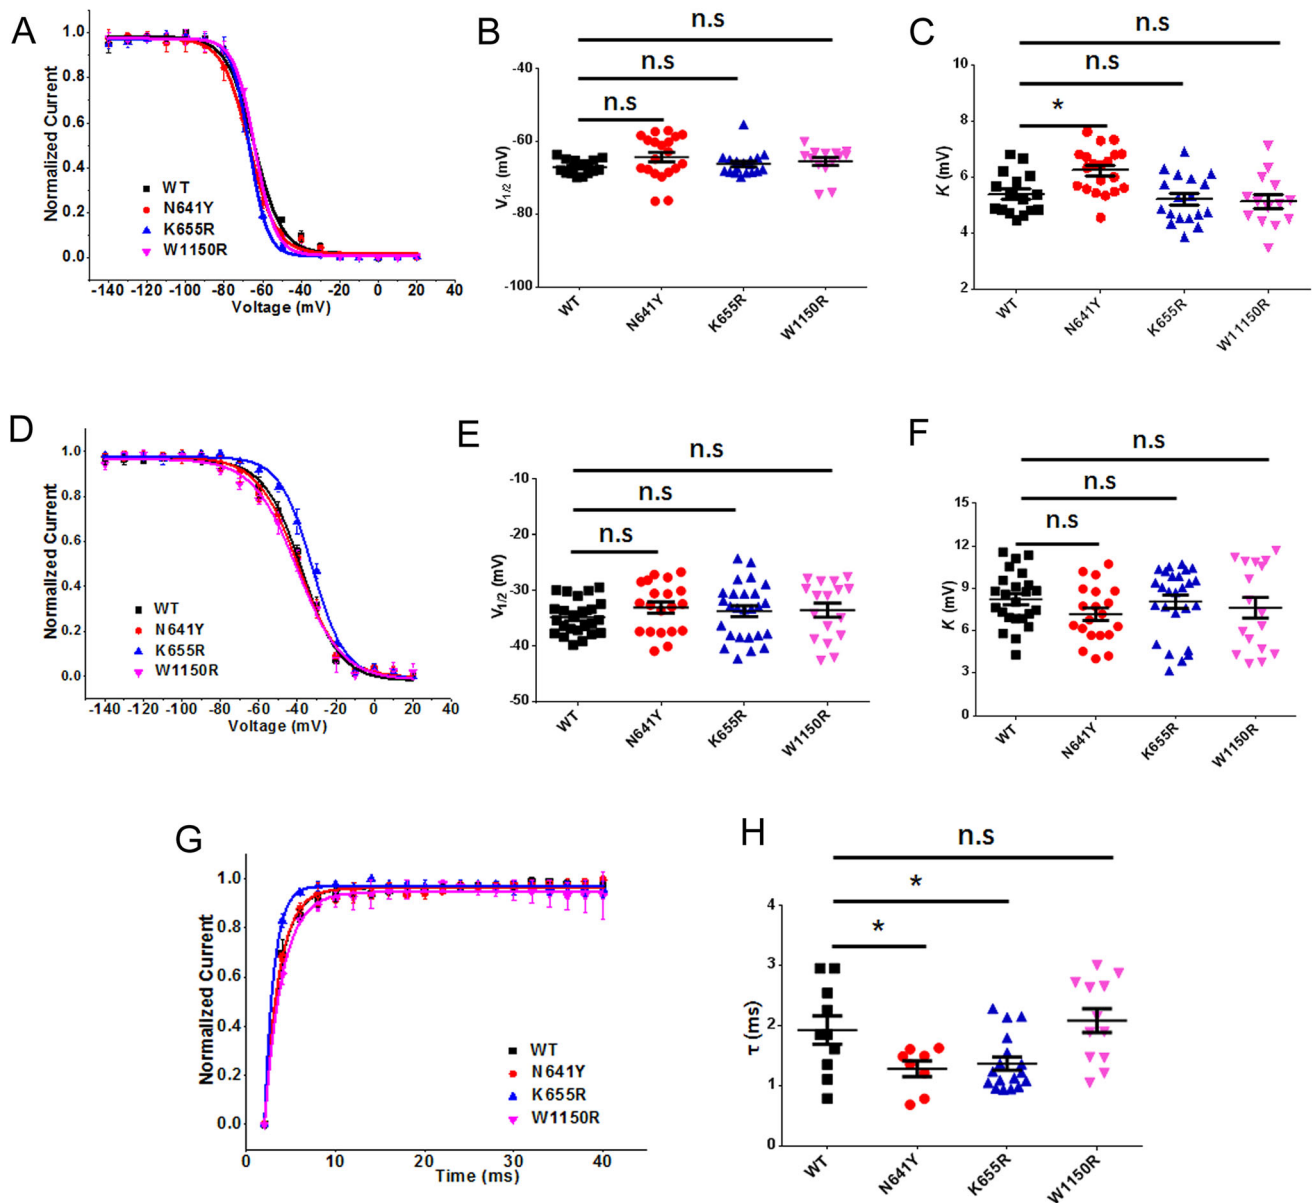 A
Normalized Current
1.0
0.8
0.6
0.4
0.2
0.0
WT
N641Y
K655R
W1150R
-140 -120 -100 -80 -60 -40 -20 0 20 40
Voltage (mV)
B
n.s
n.s
n.s
V1/2 (mV)
-40
-60
-80
-100
WT
N641Y
K655R
W1150R
C
n.s
n.s
*
K (mV)
10
8
6
4
2
WT
N641Y
K655R
W11150R
D
Normalized Current
1.0
0.8
0.6
0.4
0.2
0.0
WT
N641Y
K655R
W1150R
-140 -120 -100 -80 -60 -40 -20 0 20 40
Voltage (mV)
E
n.s
n.s
n.s
V1/2 (mV)
-10
-20
-30
-40
-50
WT
N641Y
K655R
W1150R
F
n.s
n.s
n.s
K (mV)
15
12
9
6
3
0
WT
N641Y
K655R
W1150R
G
Normalized Current
1.0
0.8
0.6
0.4
0.2
0.0
WT
N641Y
K655R
W1150R
0 10 20 30 40
Time (ms)
H
n.s
*
*
τ (ms)
4
3
2
1
0
WT
N641Y
K655R
W1150R